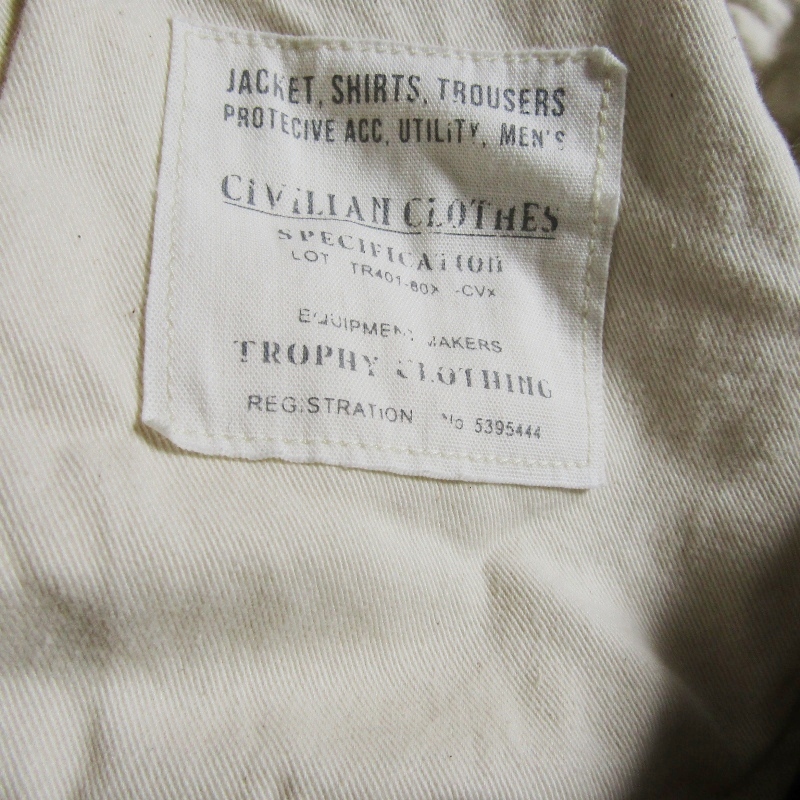 JACKET, SHIRTS, TROUSERS
PROTECIVE ACC, UTILITY, MEN'S
CIVILIAN CLOTHES
SPECIFICATION
LOT TR401-80X -CVX
EQUIPMENT MAKERS
TROPHY CLOTHING
REGISTRATION No 5395444